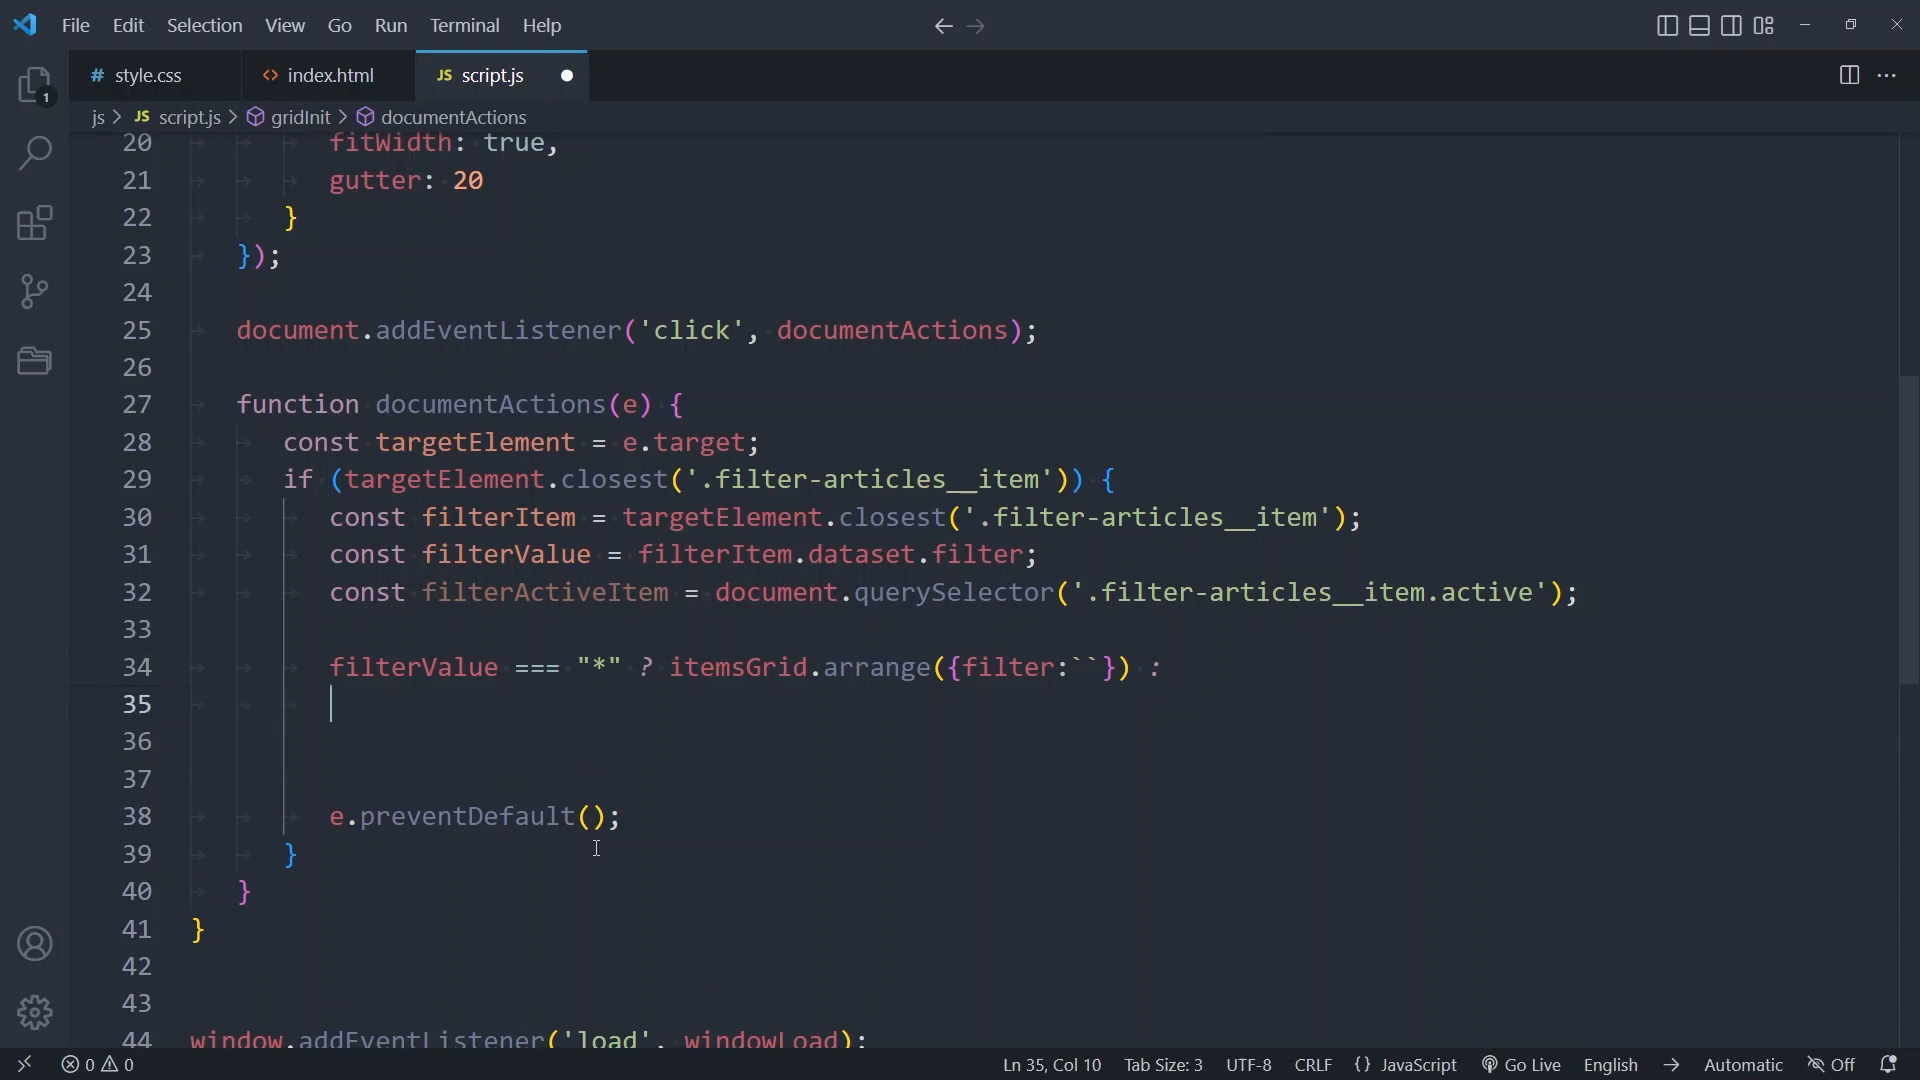 File Edit Selection View Go Run Terminal Help
# style.css <> index.html JS script.js
js > JS script.js > gridInit > documentActions
1
20 fitWidth: true,
21 gutter: 20
22 }
23 });
24
25 document.addEventListener('click', documentActions);
26
27 function documentActions(e) {
28 const targetElement = e.target;
29 if (targetElement.closest('.filter-articles__item')) {
30 const filterItem = targetElement.closest('.filter-articles__item');
31 const filterValue = filterItem.dataset.filter;
32 const filterActiveItem = document.querySelector('.filter-articles__item.active');
33
34 filterValue === "*" ? itemsGrid.arrange({filter:``}) :
35
36
37
38 e.preventDefault();
39 }
40 }
41 }
42
43
44 window.addEventListener('load', windowLoad);
0 0 Ln 35, Col 10 Tab Size: 3 UTF-8 CRLF {} JavaScript Go Live English Automatic Off